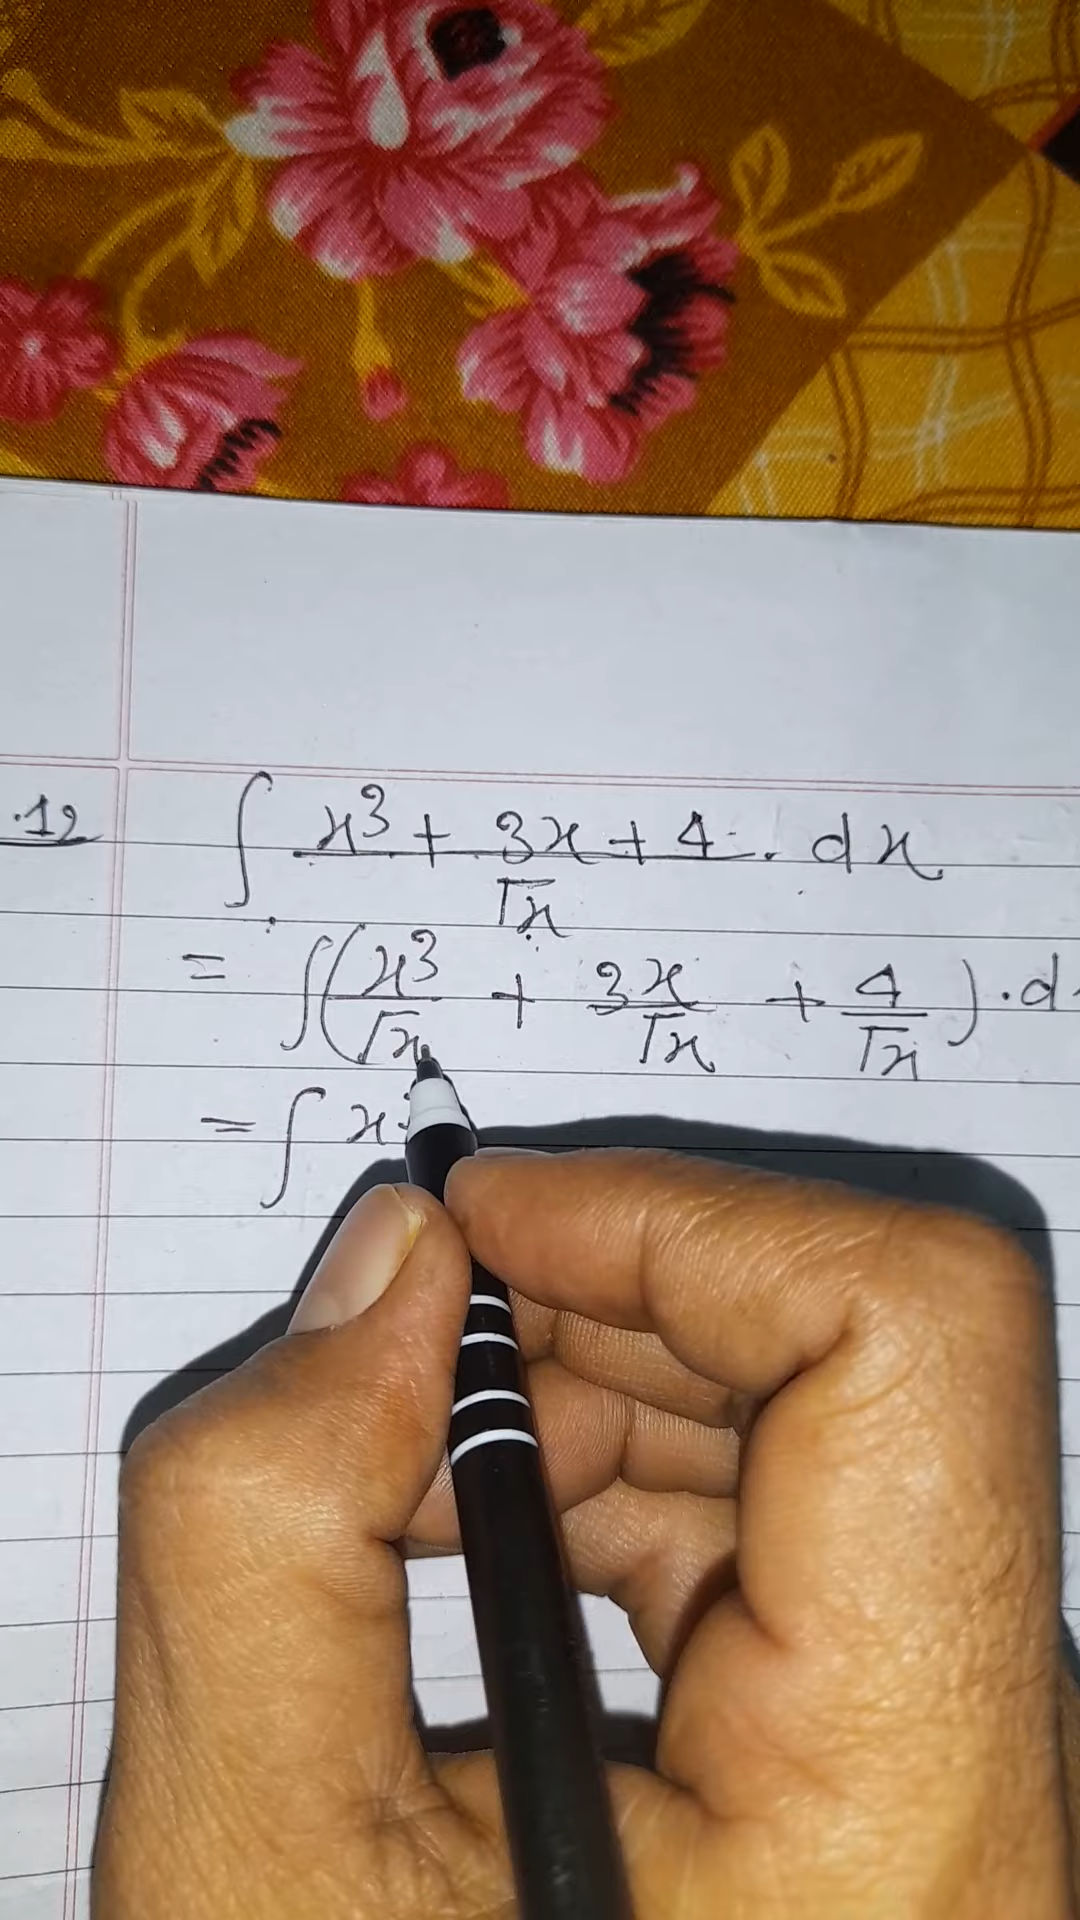 .12 ∫ x³ + 3x + 4 / √x . dx
= ∫( x³/√x + 3x/√x + 4/√x ) . d
= ∫ x